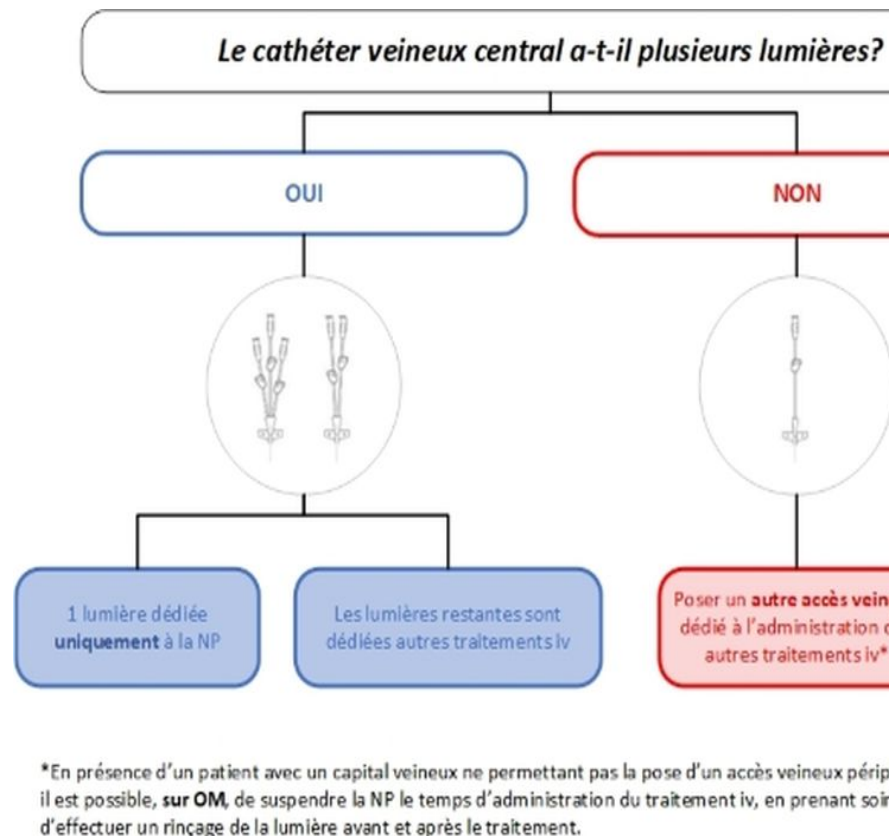 Le cathéter veineux central a-t-il plusieurs lumières?
OUI
NON
1 lumière dédiée
uniquement à la NP
Les lumières restantes sont
dédiées autres traitements iv
Poser un autre accès vein
dédié à l'administration
autres traitements iv*
*En présence d'un patient avec un capital veineux ne permettant pas la pose d'un accès veineux périp
il est possible, sur OM, de suspendre la NP le temps d'administration du traitement iv, en prenant soin
d'effectuer un rinçage de la lumière avant et après le traitement.